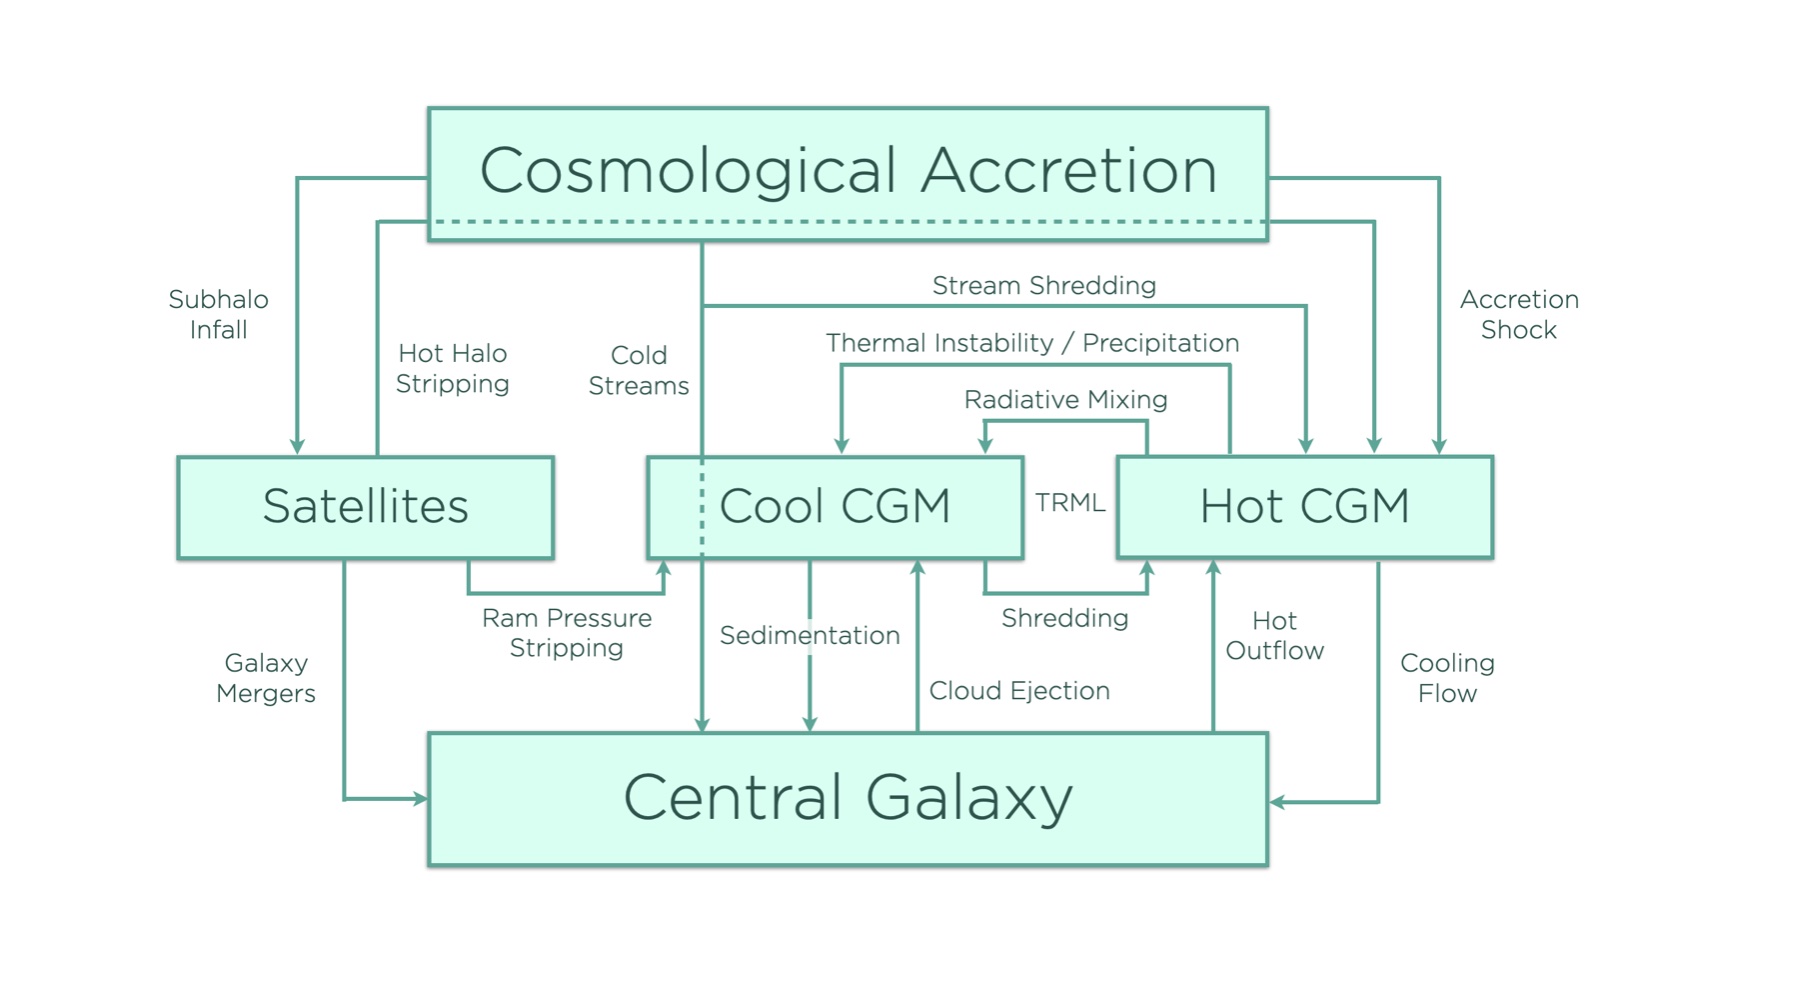 Cosmological Accretion
Subhalo
Infall
Hot Halo
Stripping
Cold
Streams
Stream Shredding
Thermal Instability / Precipitation
Radiative Mixing
Accretion
Shock
Satellites
Cool CGM
TRML
Hot CGM
Ram Pressure
Stripping
Sedimentation
Cloud Ejection
Shredding
Hot
Outflow
Galaxy
Mergers
Cooling
Flow
Central Galaxy